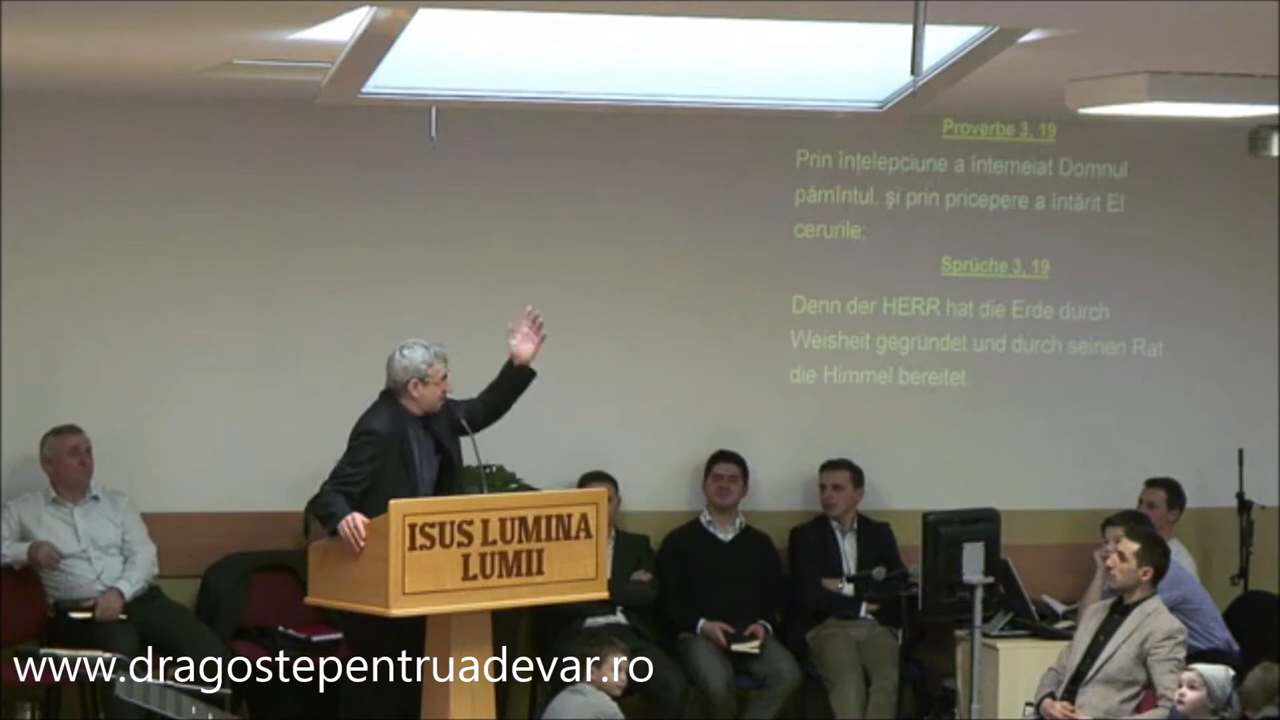 Proverbe 3, 19
Prin înțelepciune a întemeiat Domnul
pămîntul, și prin pricepere a întărit El
cerurile;
Sprüche 3, 19
Denn der HERR hat die Erde durch
Weisheit gegründet und durch seinen Rat
die Himmel bereitet.
ISUS LUMINA
LUMII
www.dragostepentruadevar.ro